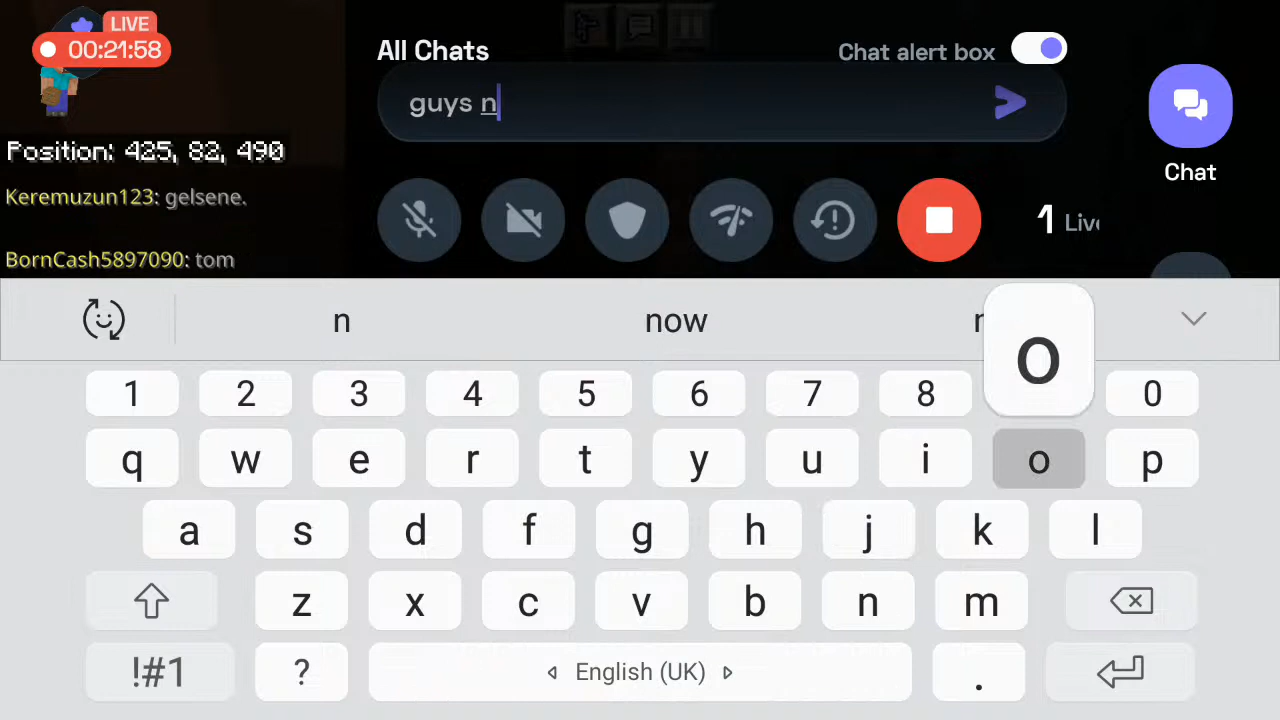 LIVE
00:21:58
All Chats
Chat alert box
guys n
Chat
Position: 425, 82, 490
Keremuzun123: gelsene.
BornCash5897090: tom
1 Live
n now
o
1 2 3 4 5 6 7 8 0
q w e r t y u i o p
a s d f g h j k l
z x c v b n m
!#1 ? English (UK) .